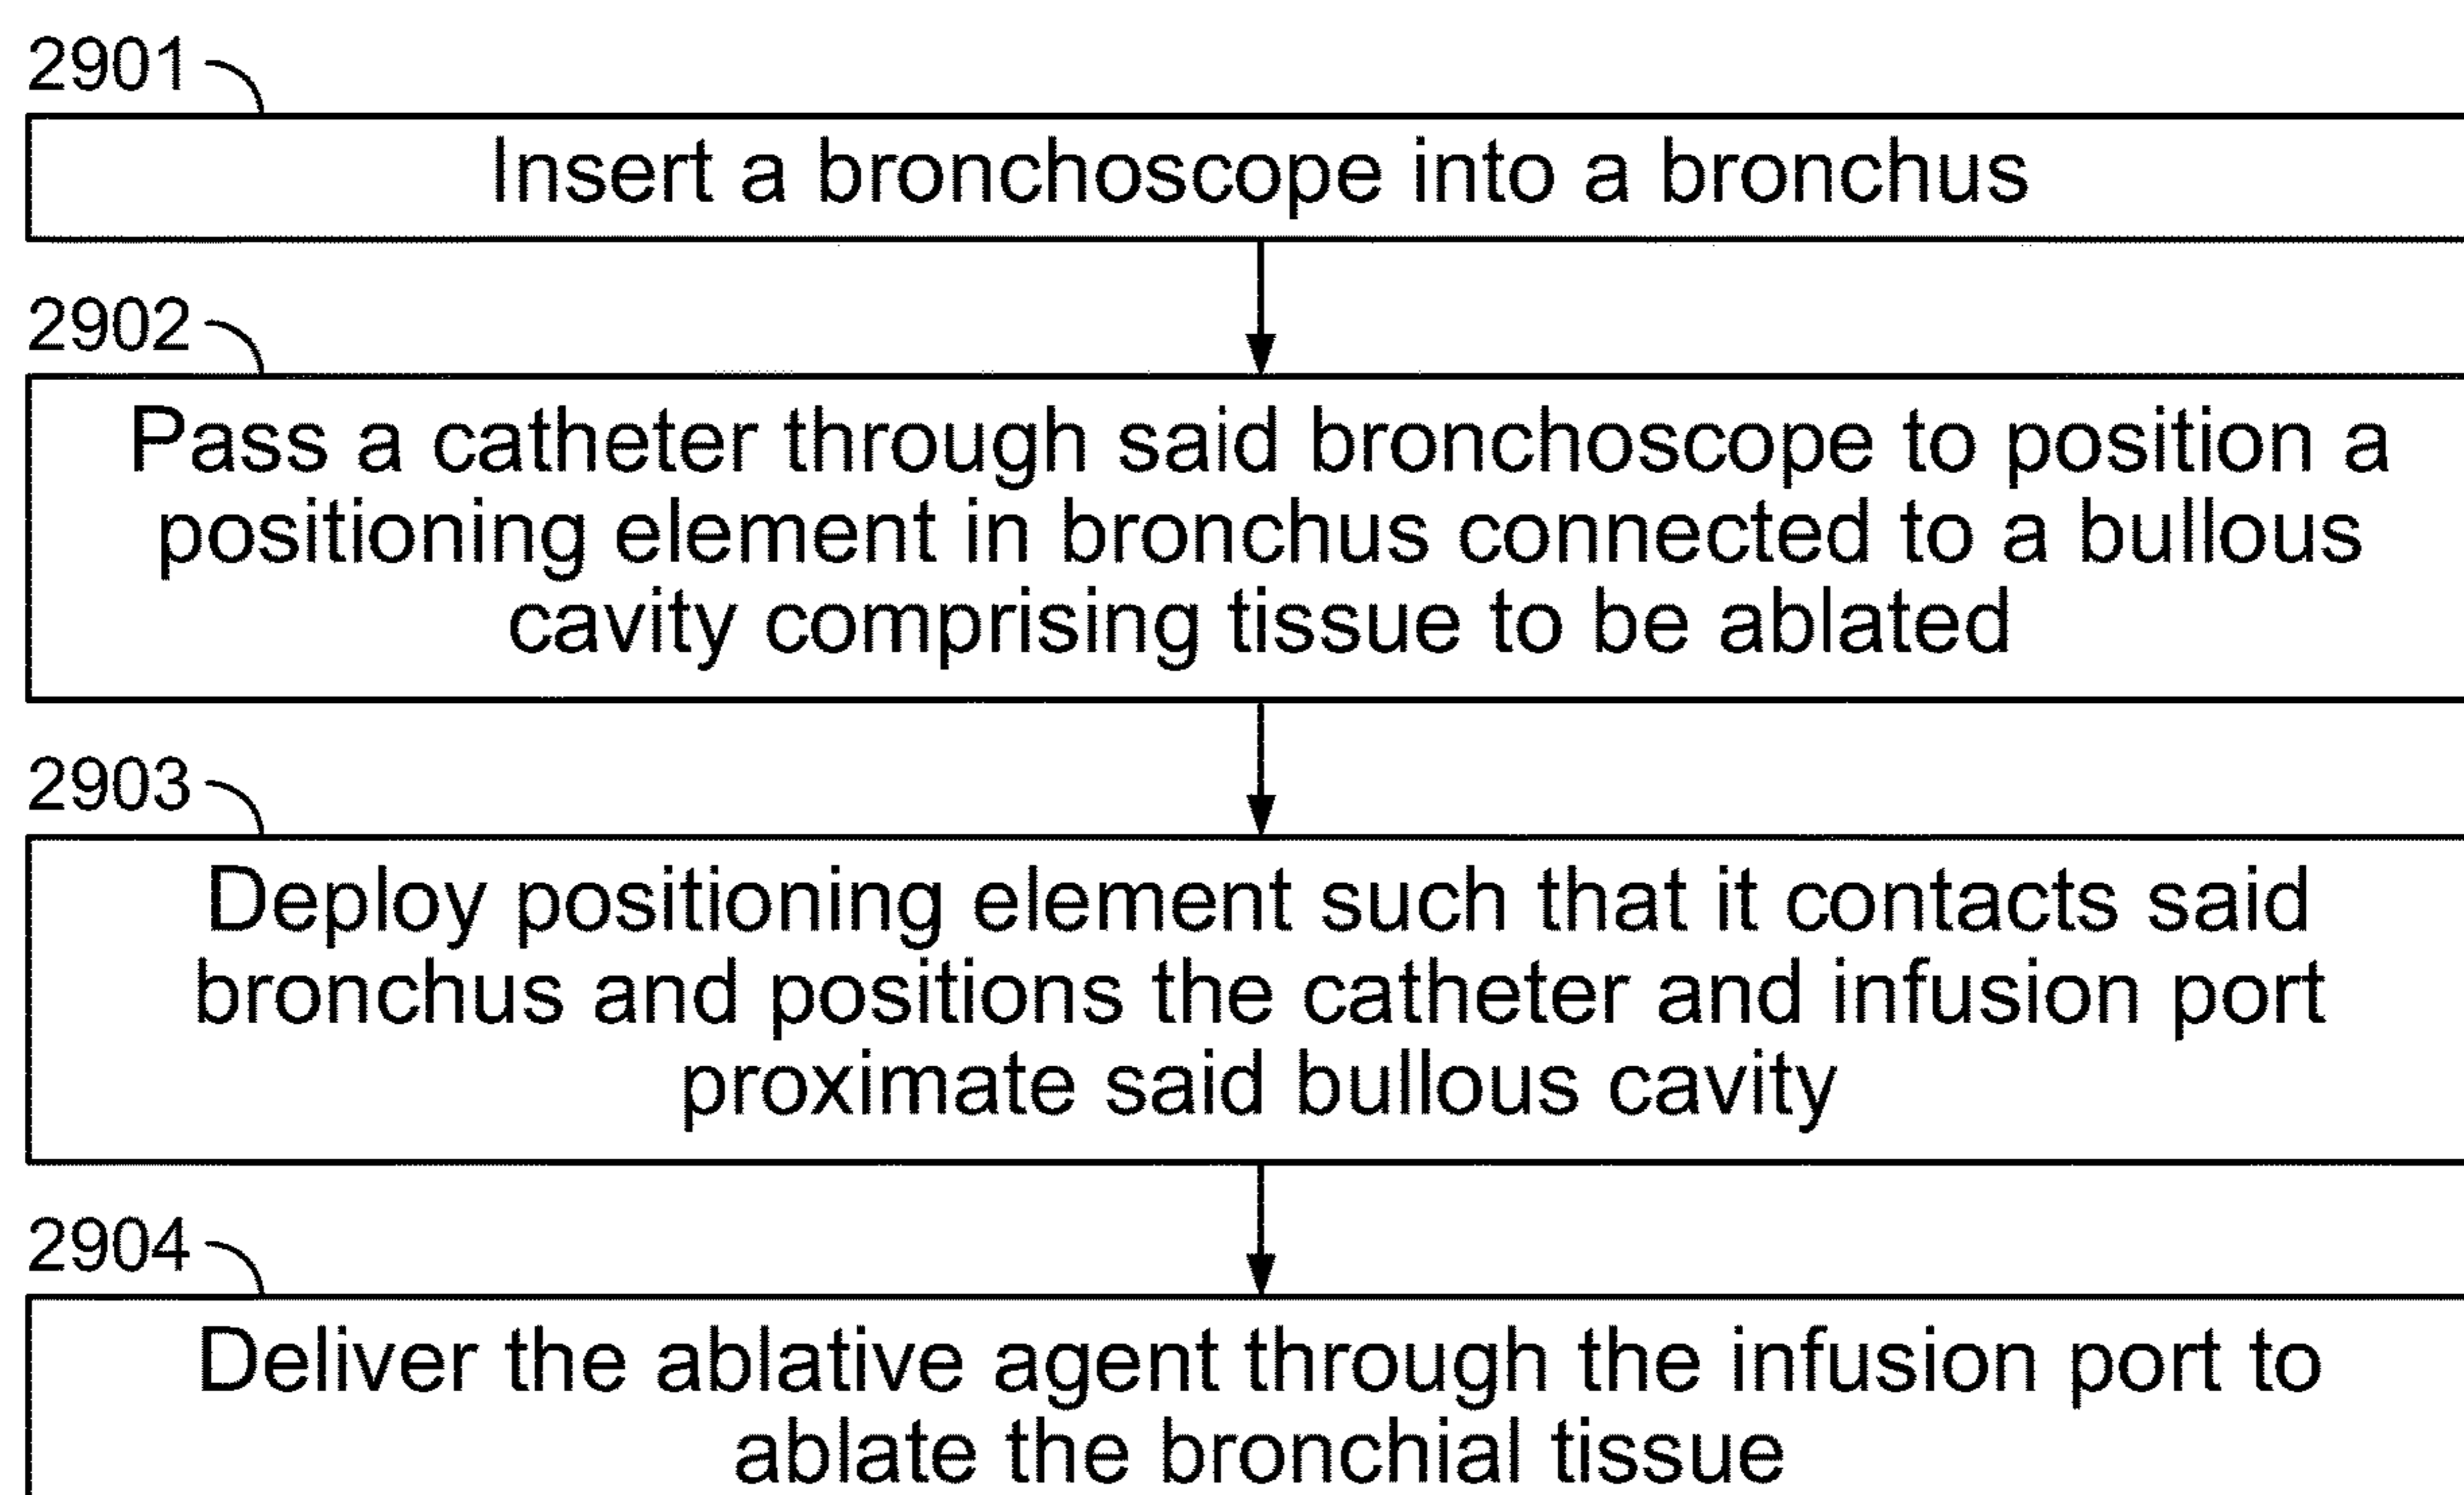 2901
Insert a bronchoscope into a bronchus
2902
Pass a catheter through said bronchoscope to position a
positioning element in bronchus connected to a bullous
cavity comprising tissue to be ablated
2903
Deploy positioning element such that it contacts said
bronchus and positions the catheter and infusion port
proximate said bullous cavity
2904
Deliver the ablative agent through the infusion port to
ablate the bronchial tissue